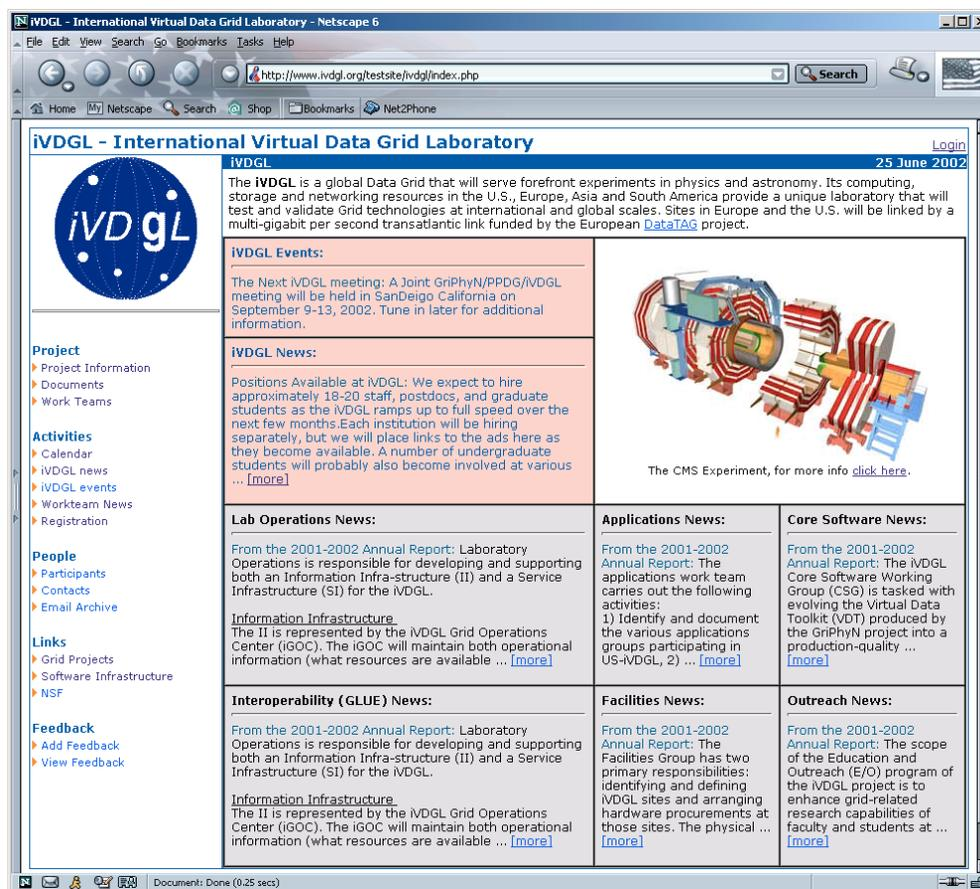 iVDGL - International Virtual Data Grid Laboratory - Netscape 6
File Edit View Search Go Bookmarks Tasks Help
http://www.ivdgl.org/testsite/ivdgl/index.php
Search
Home My Netscape Search Shop Bookmarks Net2Phone
iVDGL - International Virtual Data Grid Laboratory
Login
iVDgL
Project
Project Information
Documents
Work Teams
Activities
Calendar
iVDGL news
iVDGL events
Workteam News
Registration
People
Participants
Contacts
Email Archive
Links
Grid Projects
Software Infrastructure
NSF
Feedback
Add Feedback
View Feedback
iVDGL 25 June 2002
The iVDGL is a global Data Grid that will serve forefront experiments in physics and astronomy. Its computing,
storage and networking resources in the U.S., Europe, Asia and South America provide a unique laboratory that will
test and validate Grid technologies at international and global scales. Sites in Europe and the U.S. will be linked by a
multi-gigabit per second transatlantic link funded by the European DataTAG project.
iVDGL Events:
The Next iVDGL meeting: A Joint GriPhyN/PPDG/iVDGL
meeting will be held in SanDeigo California on
September 9-13, 2002. Tune in later for additional
information.
iVDGL News:
Positions Available at iVDGL: We expect to hire
approximately 18-20 staff, postdocs, and graduate
students as the iVDGL ramps up to full speed over the
next few months.Each institution will be hiring
separately, but we will place links to the ads here as
they become available. A number of undergraduate
students will probably also become involved at various
... [more]
The CMS Experiment, for more info click here.
Lab Operations News:
From the 2001-2002 Annual Report: Laboratory
Operations is responsible for developing and supporting
both an Information Infra-structure (II) and a Service
Infrastructure (SI) for the iVDGL.
Information Infrastructure
The II is represented by the iVDGL Grid Operations
Center (iGOC). The iGOC will maintain both operational
information (what resources are available ... [more]
Applications News:
From the 2001-2002
Annual Report: The
applications work team
carries out the following
activities:
1) Identify and document
the various applications
groups participating in
US-iVDGL, 2) ... [more]
Core Software News:
From the 2001-2002
Annual Report: The iVDGL
Core Software Working
Group (CSG) is tasked with
evolving the Virtual Data
Toolkit (VDT) produced by
the GriPhyN project into a
production-quality ...
[more]
Interoperability (GLUE) News:
From the 2001-2002 Annual Report: Laboratory
Operations is responsible for developing and supporting
both an Information Infra-structure (II) and a Service
Infrastructure (SI) for the iVDGL.
Information Infrastructure
The II is represented by the iVDGL Grid Operations
Center (iGOC). The iGOC will maintain both operational
information (what resources are available ... [more]
Facilities News:
From the 2001-2002
Annual Report: The
Facilities Group has two
primary responsibilities:
identifying and defining
iVDGL sites and arranging
hardware procurements at
those sites. The physical ...
[more]
Outreach News:
From the 2001-2002
Annual Report: The scope
of the Education and
Outreach (E/O) program of
the iVDGL project is to
enhance grid-related
research capabilities of
faculty and students at ...
[more]
Document: Done (0.25 secs)